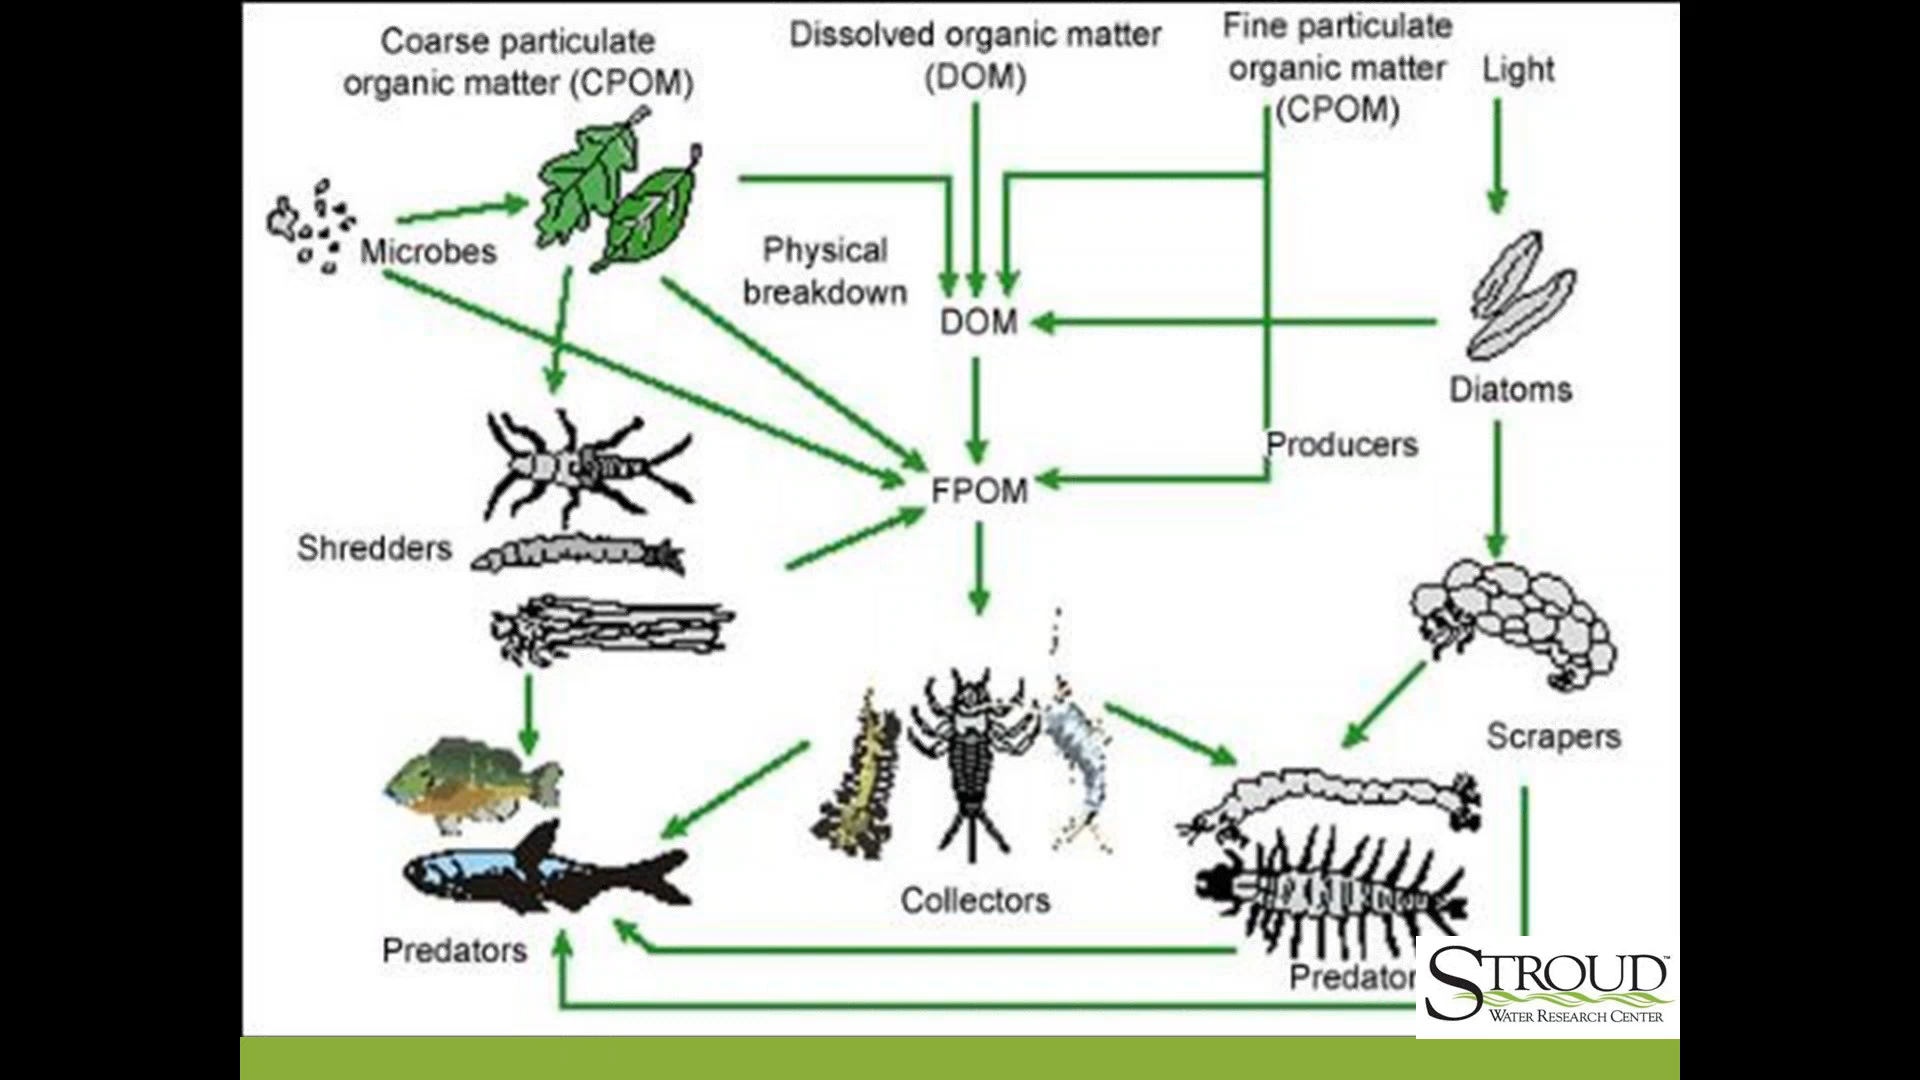 Coarse particulate
organic matter (CPOM)
Dissolved organic matter
(DOM)
Fine particulate
organic matter
(CPOM)
Light
Microbes
Physical
breakdown
DOM
Diatoms
Producers
FPOM
Shredders
Scrapers
Collectors
Predators
Predator
STROUD™
WATER RESEARCH CENTER